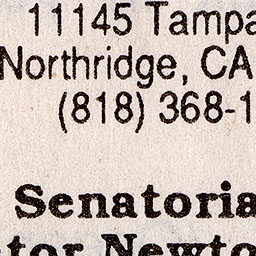 11145 Tampa
Northridge, CA
(818) 368-1
Senatoria
tor Newto